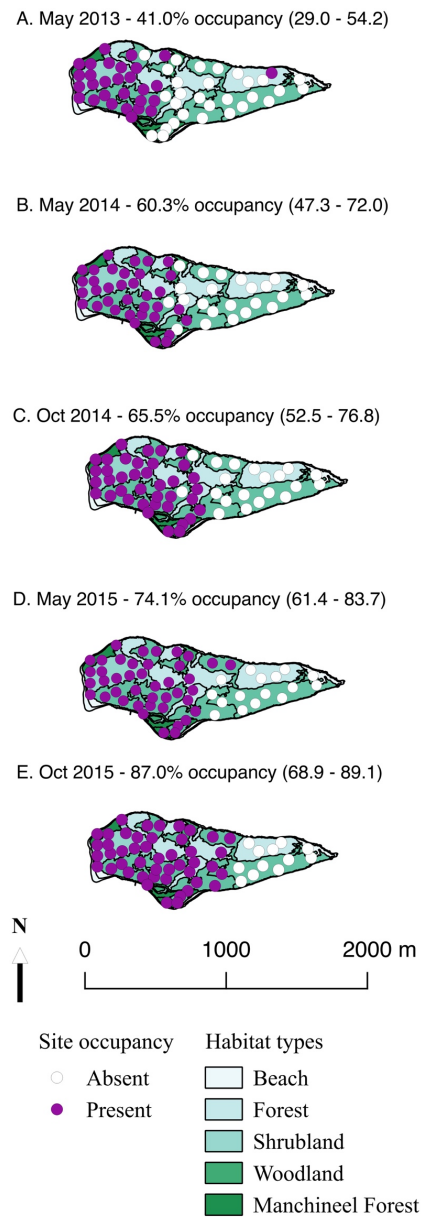 A. May 2013 - 41.0% occupancy (29.0 - 54.2)
B. May 2014 - 60.3% occupancy (47.3 - 72.0)
C. Oct 2014 - 65.5% occupancy (52.5 - 76.8)
D. May 2015 - 74.1% occupancy (61.4 - 83.7)
E. Oct 2015 - 87.0% occupancy (68.9 - 89.1)
N
0 1000 2000 m
Site occupancy
Absent
Present
Habitat types
Beach
Forest
Shrubland
Woodland
Manchineel Forest